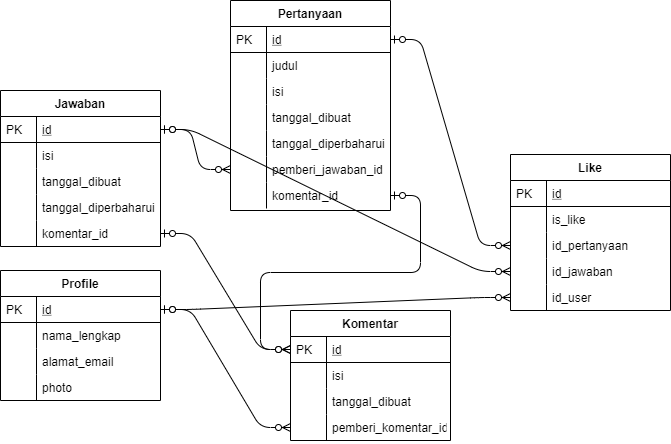 Pertanyaan
PK id
judul
isi
tanggal_dibuat
tanggal_diperbaharui
pemberi_jawaban_id
komentar_id
Jawaban
PK id
isi
tanggal_dibuat
tanggal_diperbaharui
komentar_id
Like
PK id
is_like
id_pertanyaan
id_jawaban
id_user
Profile
PK id
nama_lengkap
alamat_email
photo
Komentar
PK id
isi
tanggal_dibuat
pemberi_komentar_id